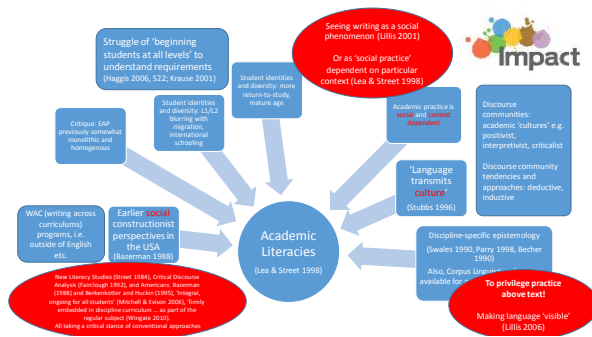 Struggle of ‘beginning
students at all levels’ to
understand requirements
(Haggis 2006, 522; Krause 2001)
Seeing writing as a social
phenomenon (Lillis 2001)
Or as ‘social practice’
dependent on particular
context (Lea & Street 1998)
impact
Student identities
and diversity: more
return-to-study,
mature age
Student identities
and diversity: L1/L2
blurring with
migration,
international
schooling
Critique: EAP
previously somewhat
monolithic and
homogenous
Academic practice is
social and context
dependent
Discourse
communities:
academic ‘cultures’ e.g.
positivist,
interpretivist, criticalist
Discourse community
tendencies and
approaches: deductive,
inductive
‘Language
transmits
culture’
(Stubbs 1996)
WAC (writing across
curriculums)
programs, i.e.
outside of English
etc.
Earlier social
constructionist
perspectives in
the USA
(Bazerman 1988)
Academic
Literacies
(Lea & Street 1998)
Discipline-specific epistemology
(Swales 1990, Parry 1998, Becher
1990)
Also, Corpus
available for
New Literacy Studies (Street 1984), Critical Discourse
Analysis (Fairclough 1992), and Americans: Bazerman
(1988) and Berkenkotter and Huckin (1995), ‘integral,
ongoing for all students’ (Mitchell & Evison 2006), ‘firmly
embedded in discipline curriculum … as part of the
regular subject (Wingate 2010).
All taking a critical stance of conventional approaches
To privilege practice
above text!
Making language ‘visible’
(Lillis 2006)